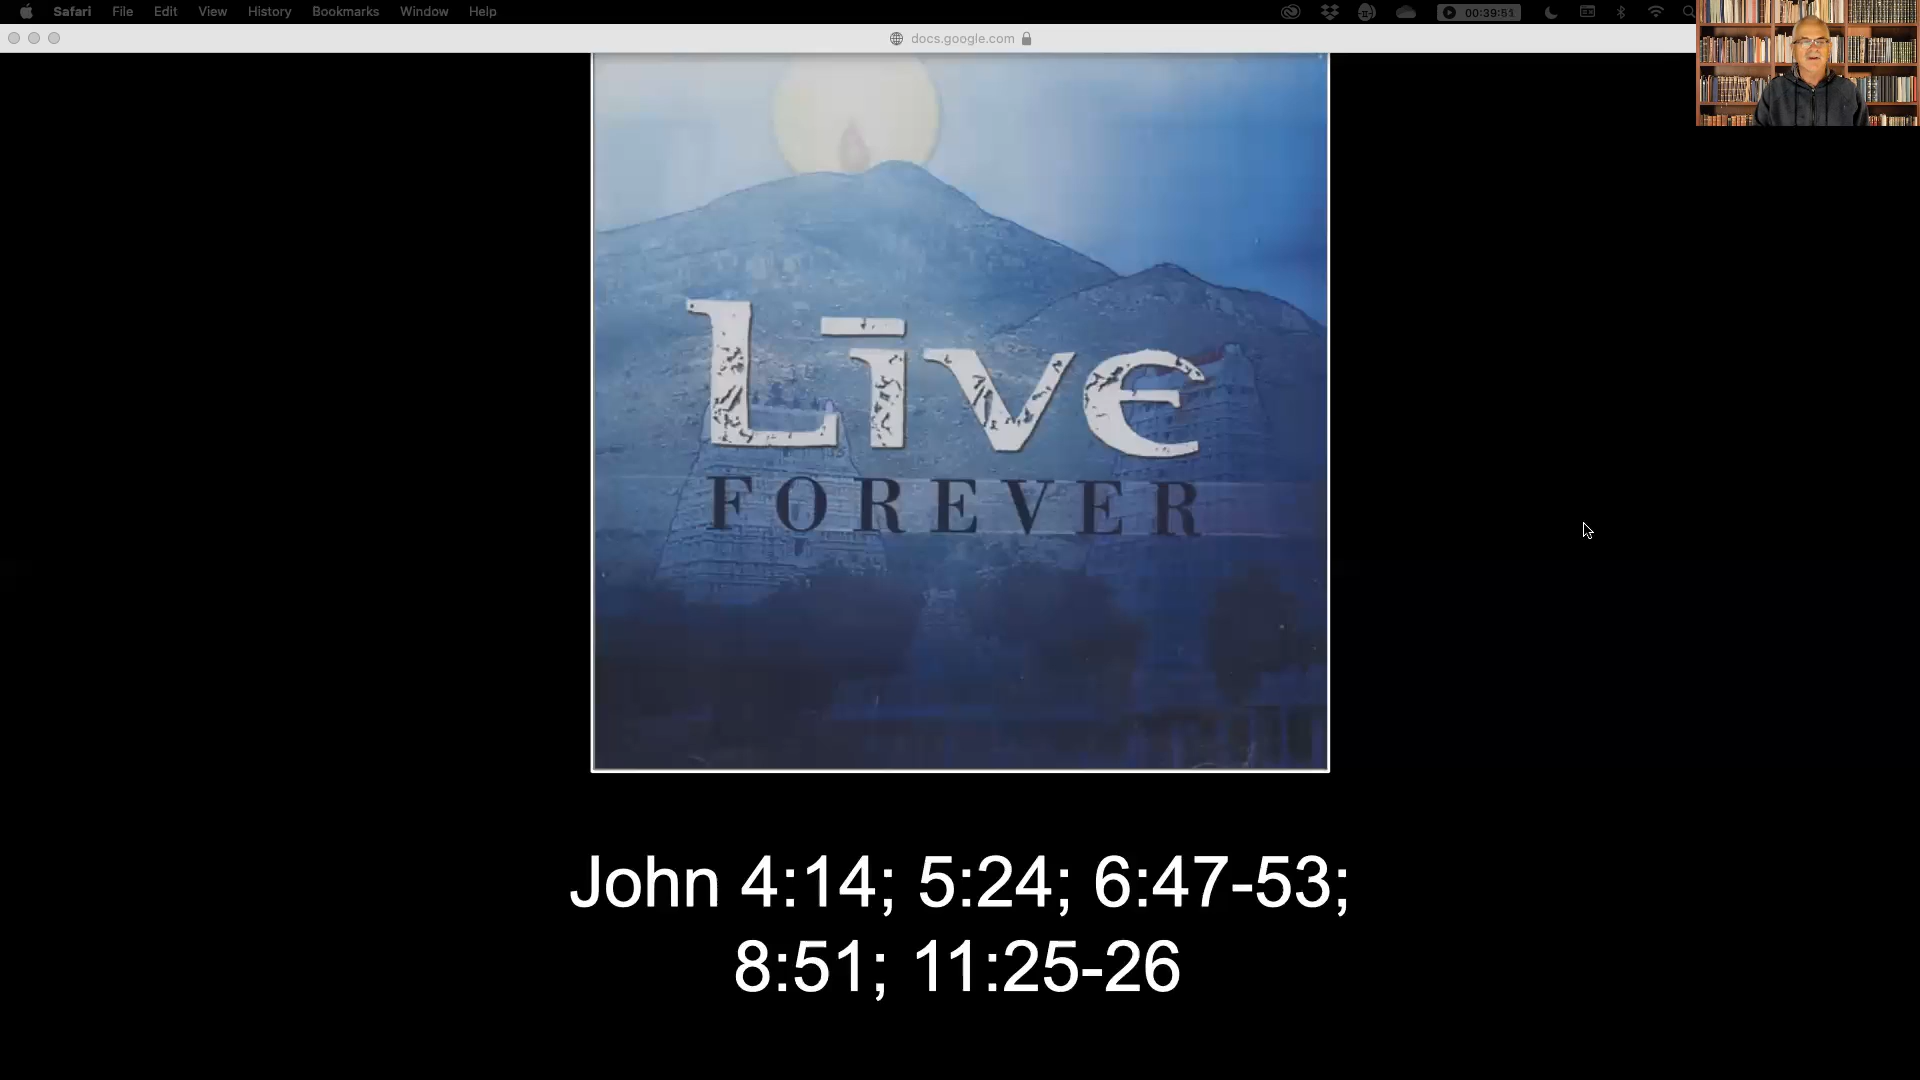 Safari File Edit View History Bookmarks Window Help 00:39:51
docs.google.com
Live
FOREVER
John 4:14; 5:24; 6:47-53;
8:51; 11:25-26